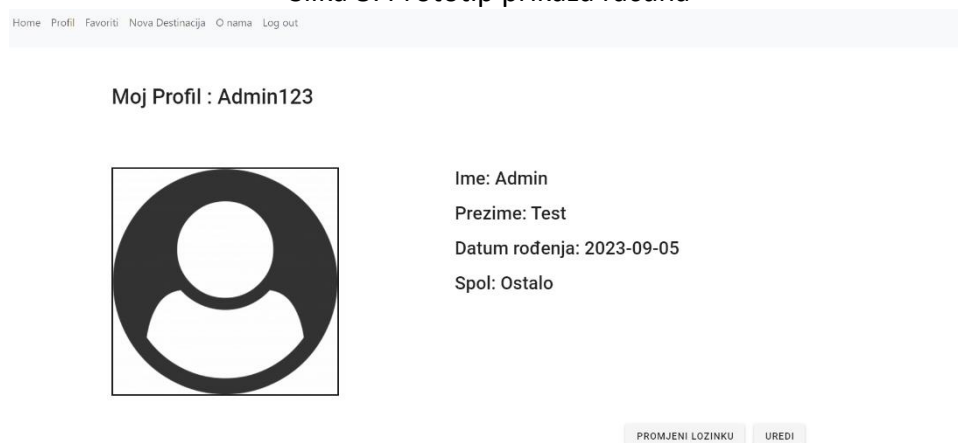 Home Profil Favoriti Nova Destinacija O nama Log out
Moj Profil : Admin123
Ime: Admin
Prezime: Test
Datum rođenja: 2023-09-05
Spol: Ostalo
PROMJENI LOZINKU UREDI